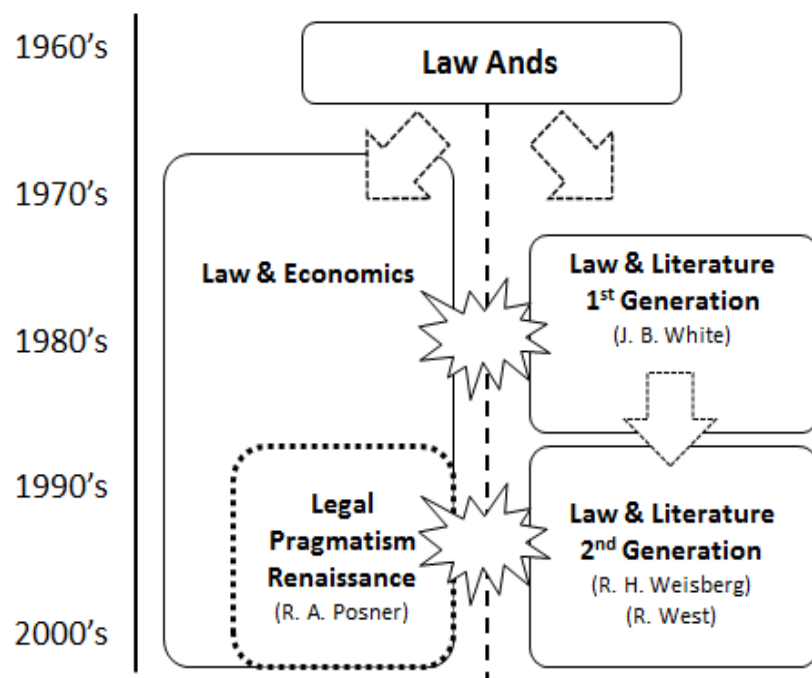 1960's
Law Ands
1970's
Law & Economics
Law & Literature
1st Generation
(J. B. White)
1980's
1990's
Legal
Pragmatism
Renaissance
(R. A. Posner)
Law & Literature
2nd Generation
(R. H. Weisberg)
(R. West)
2000's